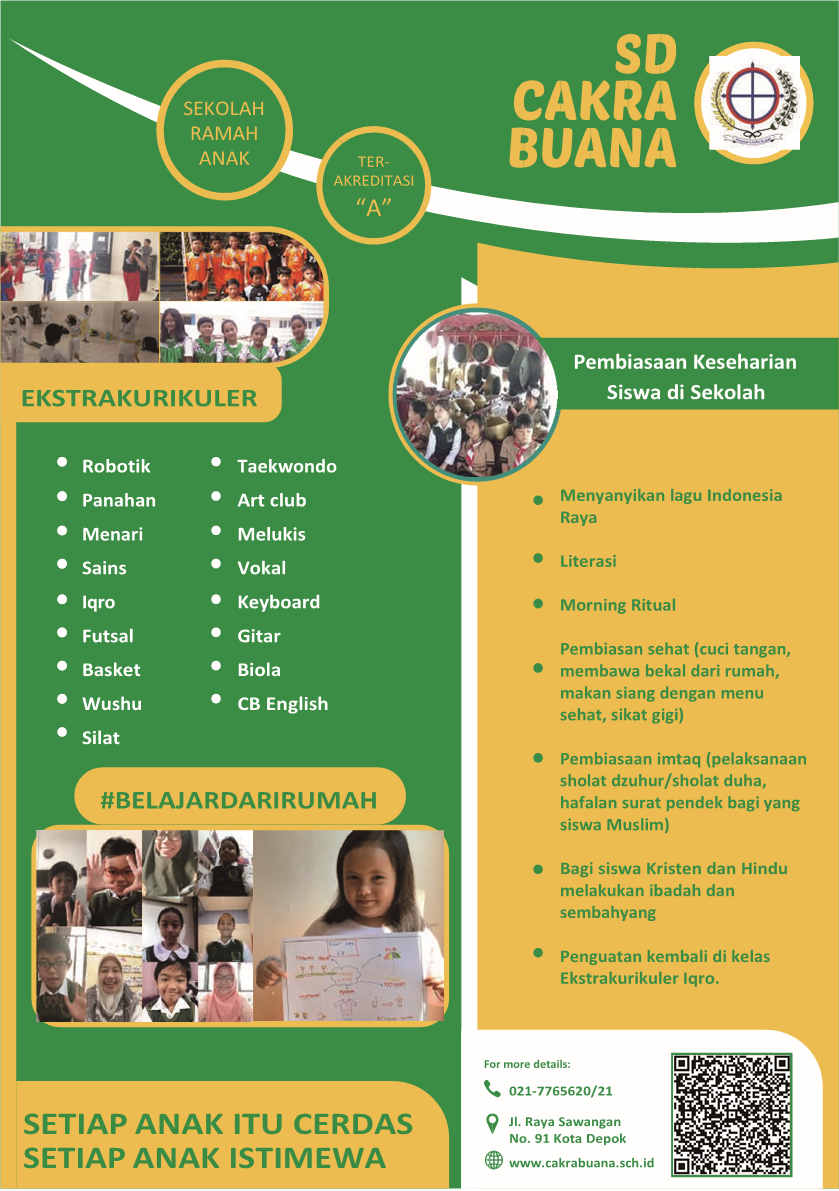 SD
CAKRA
BUANA
SEKOLAH
RAMAH
ANAK
TER-
AKREDITASI
“A”
EKSTRAKURIKULER
• Robotik
• Panahan
• Menari
• Sains
• Iqro
• Futsal
• Basket
• Wushu
• Silat
• Taekwondo
• Art club
• Melukis
• Vokal
• Keyboard
• Gitar
• Biola
• CB English
#BELAJARDARIRUMAH
SETIAP ANAK ITU CERDAS
SETIAP ANAK ISTIMEWA
Pembiasaan Keseharian
Siswa di Sekolah
• Menyanyikan lagu Indonesia
Raya
• Literasi
• Morning Ritual
• Pembiasan sehat (cuci tangan,
membawa bekal dari rumah,
makan siang dengan menu
sehat, sikat gigi)
• Pembiasaan imtaq (pelaksanaan
sholat dzuhur/sholat duha,
hafalan surat pendek bagi yang
siswa Muslim)
• Bagi siswa Kristen dan Hindu
melakukan ibadah dan
sembahyang
• Penguatan kembali di kelas
Ekstrakurikuler Iqro.
For more details:
021-7765620/21
Jl. Raya Sawangan
No. 91 Kota Depok
www.cakrabuana.sch.id